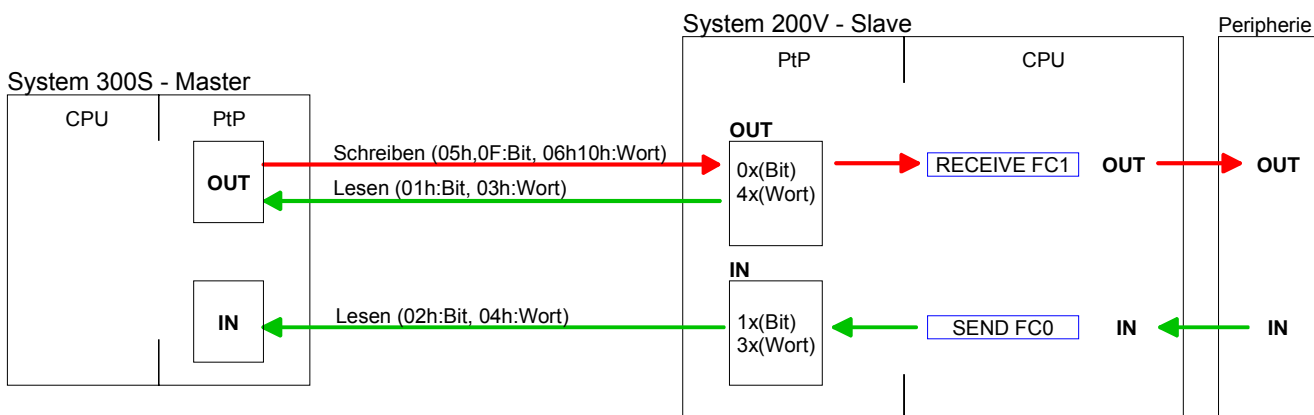 System 200V - Slave
Peripherie
PtP
CPU
System 300S - Master
CPU
PtP
OUT
Schreiben (05h,0F:Bit, 06h10h:Wort)
RECEIVE FC1
OUT
OUT
0x(Bit)
OUT
Lesen (01h:Bit, 03h:Wort)
4x(Wort)
IN
Lesen (02h:Bit, 04h:Wort)
1x(Bit)
SEND FC0
IN
IN
IN
3x(Wort)